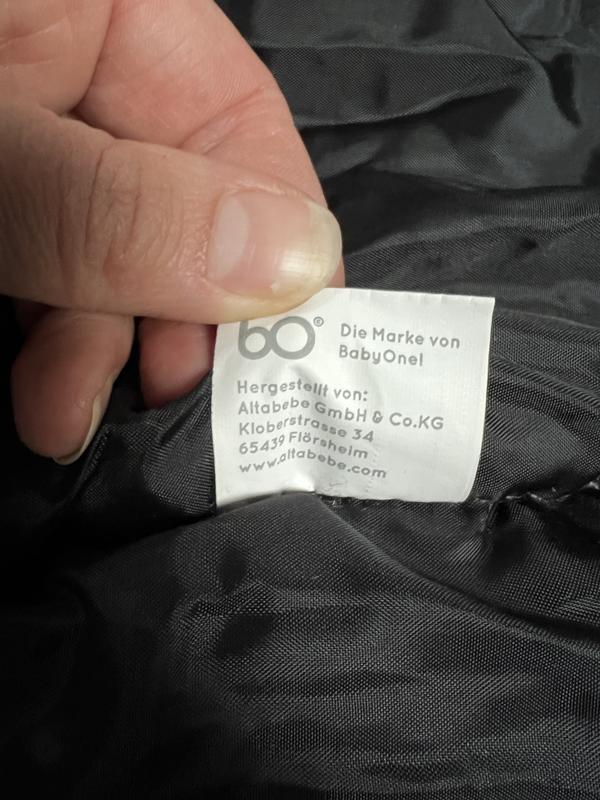 bO®
Die Marke von
BabyOne!
Hergestellt von:
Altabebe GmbH & Co.KG
Kloberstrasse 34
65439 Flörsheim
www.altabebe.com